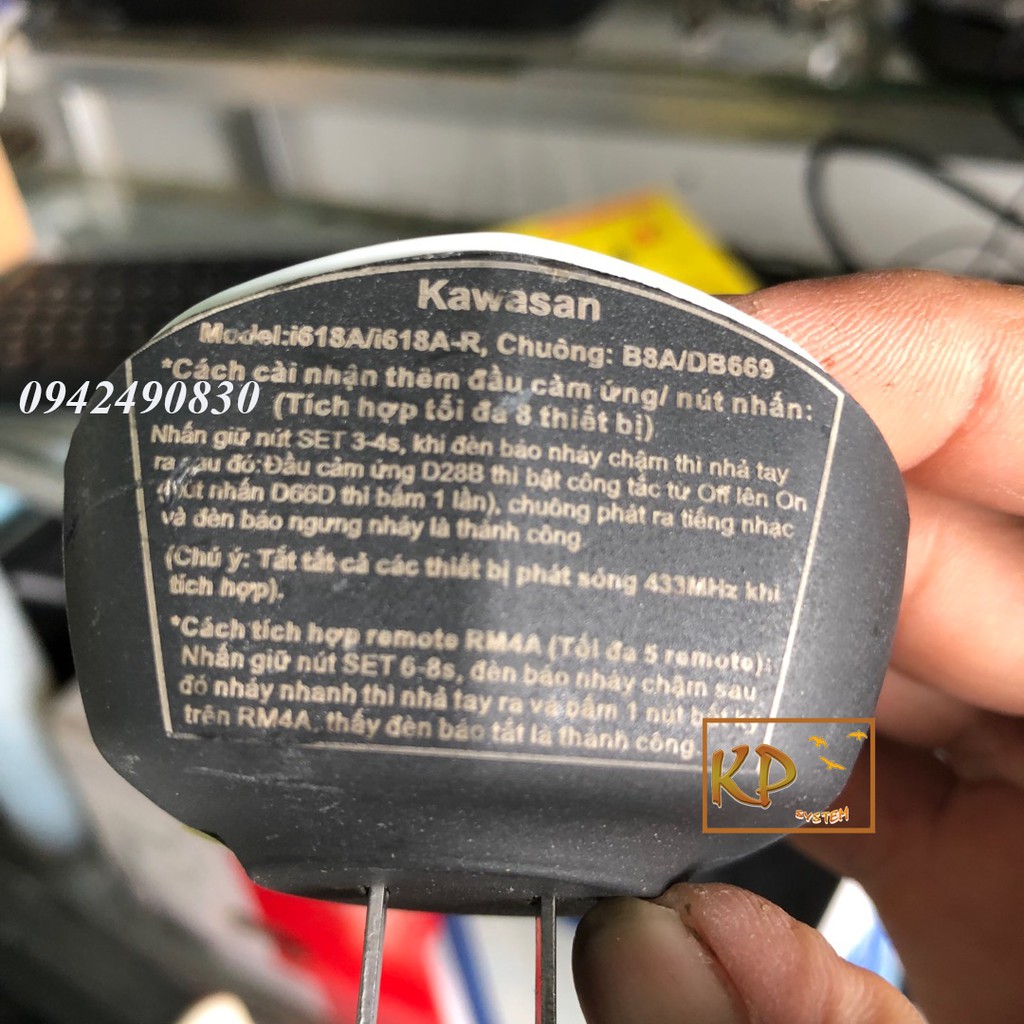 Kawasan
Model:i618A/i618A-R, Chuông: B8A/DB669
*Cách cài nhận thêm đầu cảm ứng/ nút nhấn:
0942490830
(Tích hợp tối đa 8 thiết bị)
Nhấn giữ nút SET 3-4s, khi đèn báo nháy chậm thì nhả tay
ra sau đó:Đầu cảm ứng D28B thì bật công tắc từ Off lên On
(Nút nhấn D66D thì bấm 1 lần), chuông phát ra tiếng nhạc
và đèn báo ngưng nháy là thành công.
(Chú ý: Tắt tất cả các thiết bị phát sóng 433MHz khi
tích hợp).
*Cách tích hợp remote RM4A (Tối đa 5 remote):
Nhấn giữ nút SET 6-8s, đèn báo nháy chậm sau
đó nháy nhanh thì nhả tay ra và bấm 1 nút bất kỳ
trên RM4A, thấy đèn báo tắt là thành công.
KP
SYSTEM